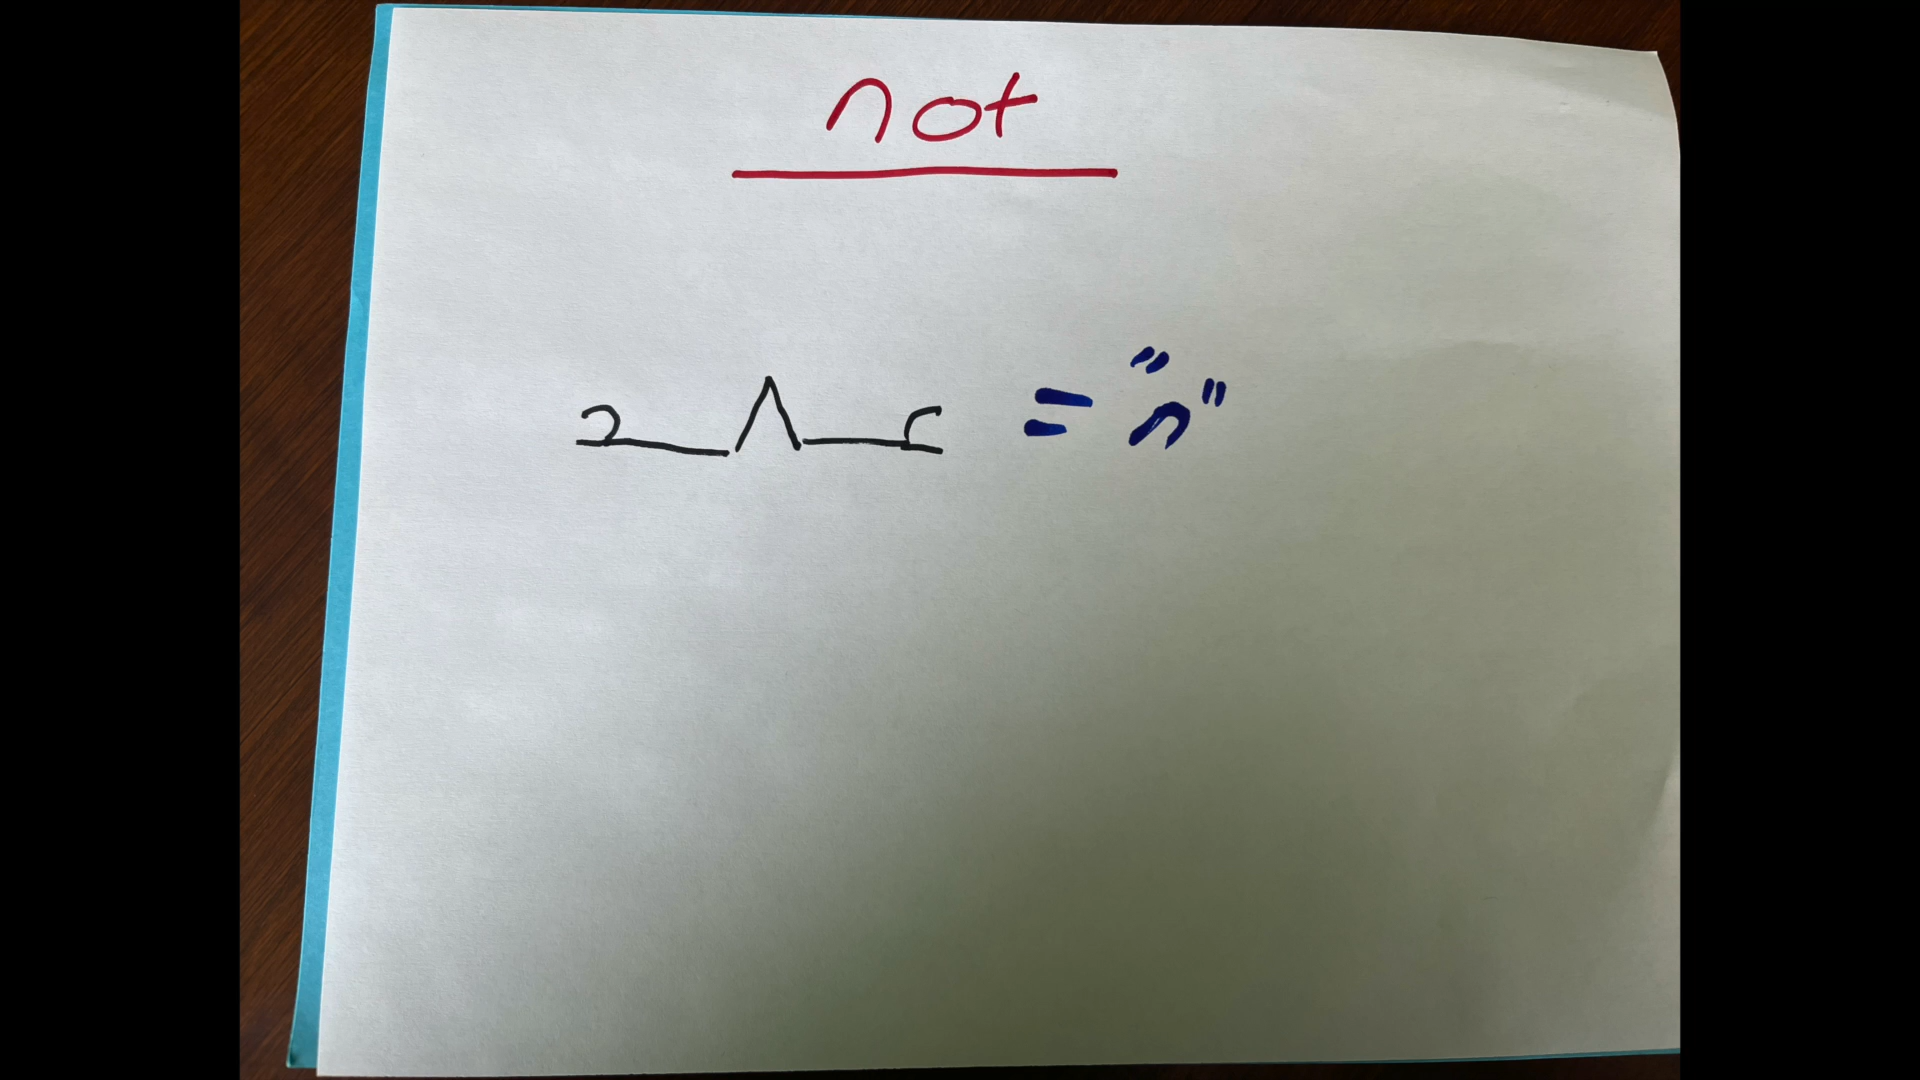 not
= "n"